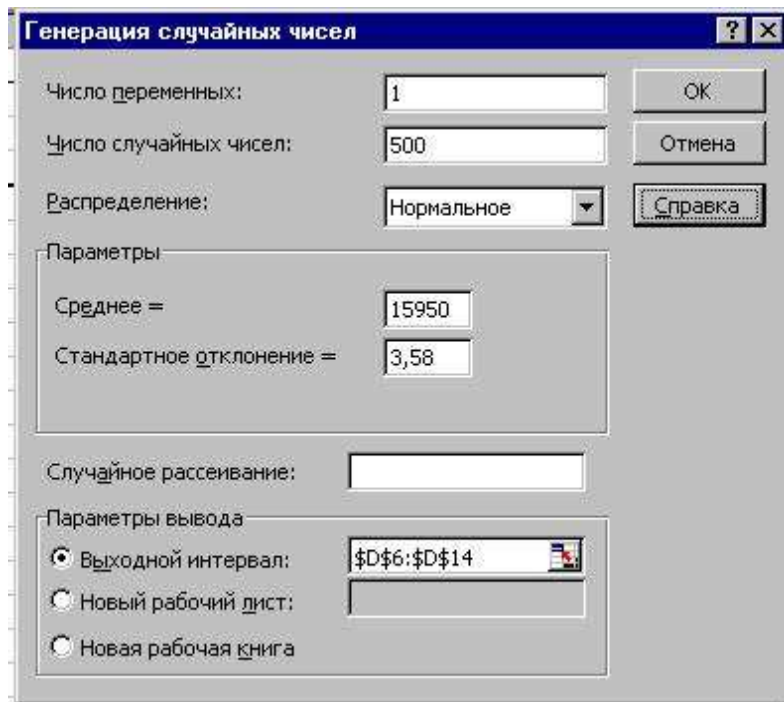 Генерация случайных чисел
Число переменных: 1 OK
Число случайных чисел: 500 Отмена
Распределение: Нормальное Справка
Параметры
Среднее = 15950
Стандартное отклонение = 3,58
Случайное рассеивание:
Параметры вывода
Выходной интервал: $D$6:$D$14
Новый рабочий лист:
Новая рабочая книга